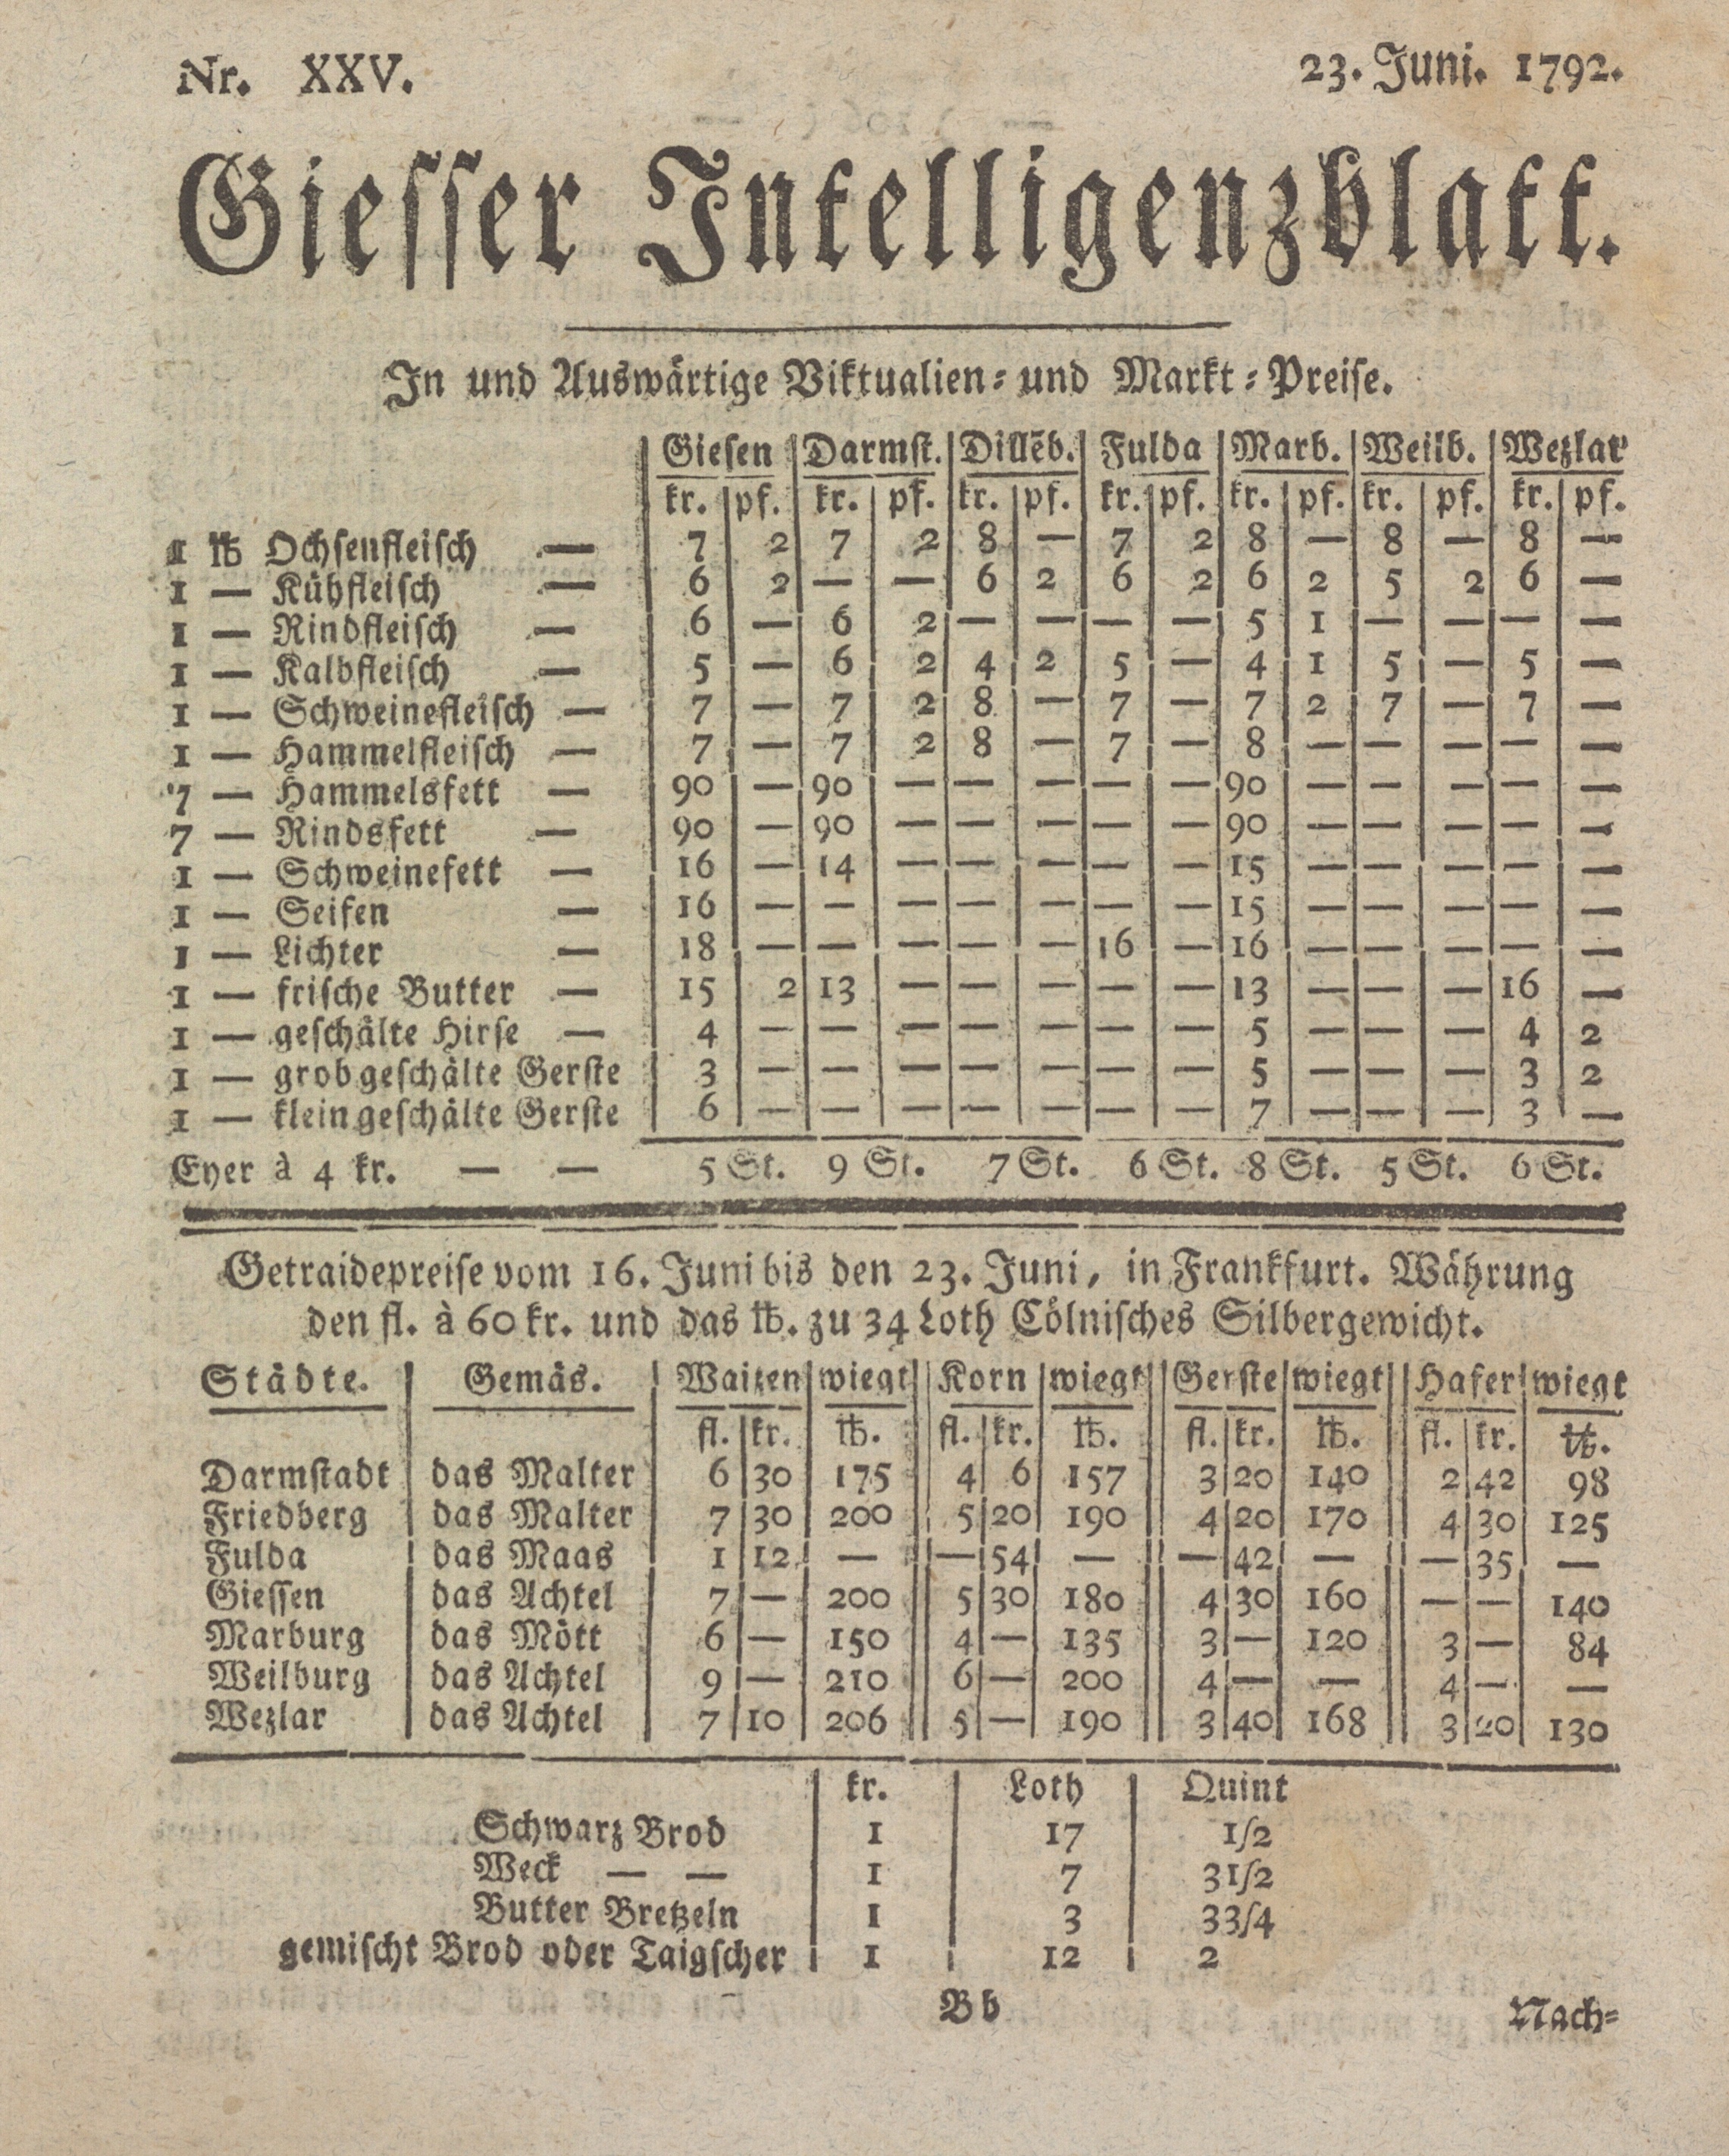 Nr. XXV. 23. Juni. 1792.
Giesser Intelligenzblatt.
In und Auswärtige Viktualien- und Markt-Preise.
Giesen Darmst. Dillēb. Fulda Marb. Weilb. Wezlar
kr. pf. kr. pf. kr. pf. kr. pf. kr. pf. kr. pf. kr. pf.
1 ℔ Ochsenfleisch — 7 2 7 2 8 — 7 2 8 — 8 — 8 —
1 — Kühfleisch — 6 2 — — 6 2 6 2 6 2 5 2 6 —
1 — Rindfleisch — 6 — 6 2 — — — — 5 1 — — — —
1 — Kalbfleisch — 5 — 6 2 4 2 5 — 4 1 5 — 5 —
1 — Schweinefleisch — 7 — 7 2 8 — 7 — 7 2 7 — 7 —
1 — Hammelfleisch — 7 — 7 2 8 — 7 — 8 — — — — —
7 — Hammelsfett — 90 — 90 — — — — — 90 — — — — —
7 — Rindsfett — 90 — 90 — — — — — 90 — — — — —
1 — Schweinefett — 16 — 14 — — — — — 15 — — — — —
1 — Seifen — 16 — — — — — — — 15 — — — — —
1 — Lichter — 18 — — — — — 16 — 16 — — — — —
1 — frische Butter — 15 2 13 — — — — — 13 — — — 16 —
1 — geschälte Hirse — 4 — — — — — — — 5 — — — 4 2
1 — grob geschälte Gerste 3 — — — — — — — 5 — — — 3 2
1 — klein geschälte Gerste 6 — — — — — — — 7 — — — 3 —
Eyer à 4 kr. — — 5 St. 9 St. 7 St. 6 St. 8 St. 5 St. 6 St.
Getraidepreise vom 16. Juni bis den 23. Juni, in Frankfurt. Währung
den fl. à 60 kr. und das ℔. zu 34 Loth Cölnisches Silbergewicht.
Städte. Gemäs. Waitzen wiegt Korn wiegt Gerste wiegt Hafer wiegt
fl. kr. ℔. fl. kr. ℔. fl. kr. ℔. fl. kr. ℔.
Darmstadt das Malter 6 30 175 4 6 157 3 20 140 2 42 98
Friedberg das Malter 7 30 200 5 20 190 4 20 170 4 30 125
Fulda das Maas 1 12 — — 54 — — 42 — — 35 —
Giessen das Achtel 7 — 200 5 30 180 4 30 160 — — 140
Marburg das Mött 6 — 150 4 — 135 3 — 120 3 — 84
Weilburg das Achtel 9 — 210 6 — 200 4 — — 4 — —
Wezlar das Achtel 7 10 206 5 — 190 3 40 168 3 20 130
kr. Loth Quint
Schwarz Brod 1 17 1/2
Weck — — 1 7 3 1/2
Butter Bretzeln 1 3 3 3/4
gemischt Brod oder Taigscher 1 12 2
Bb Nach-